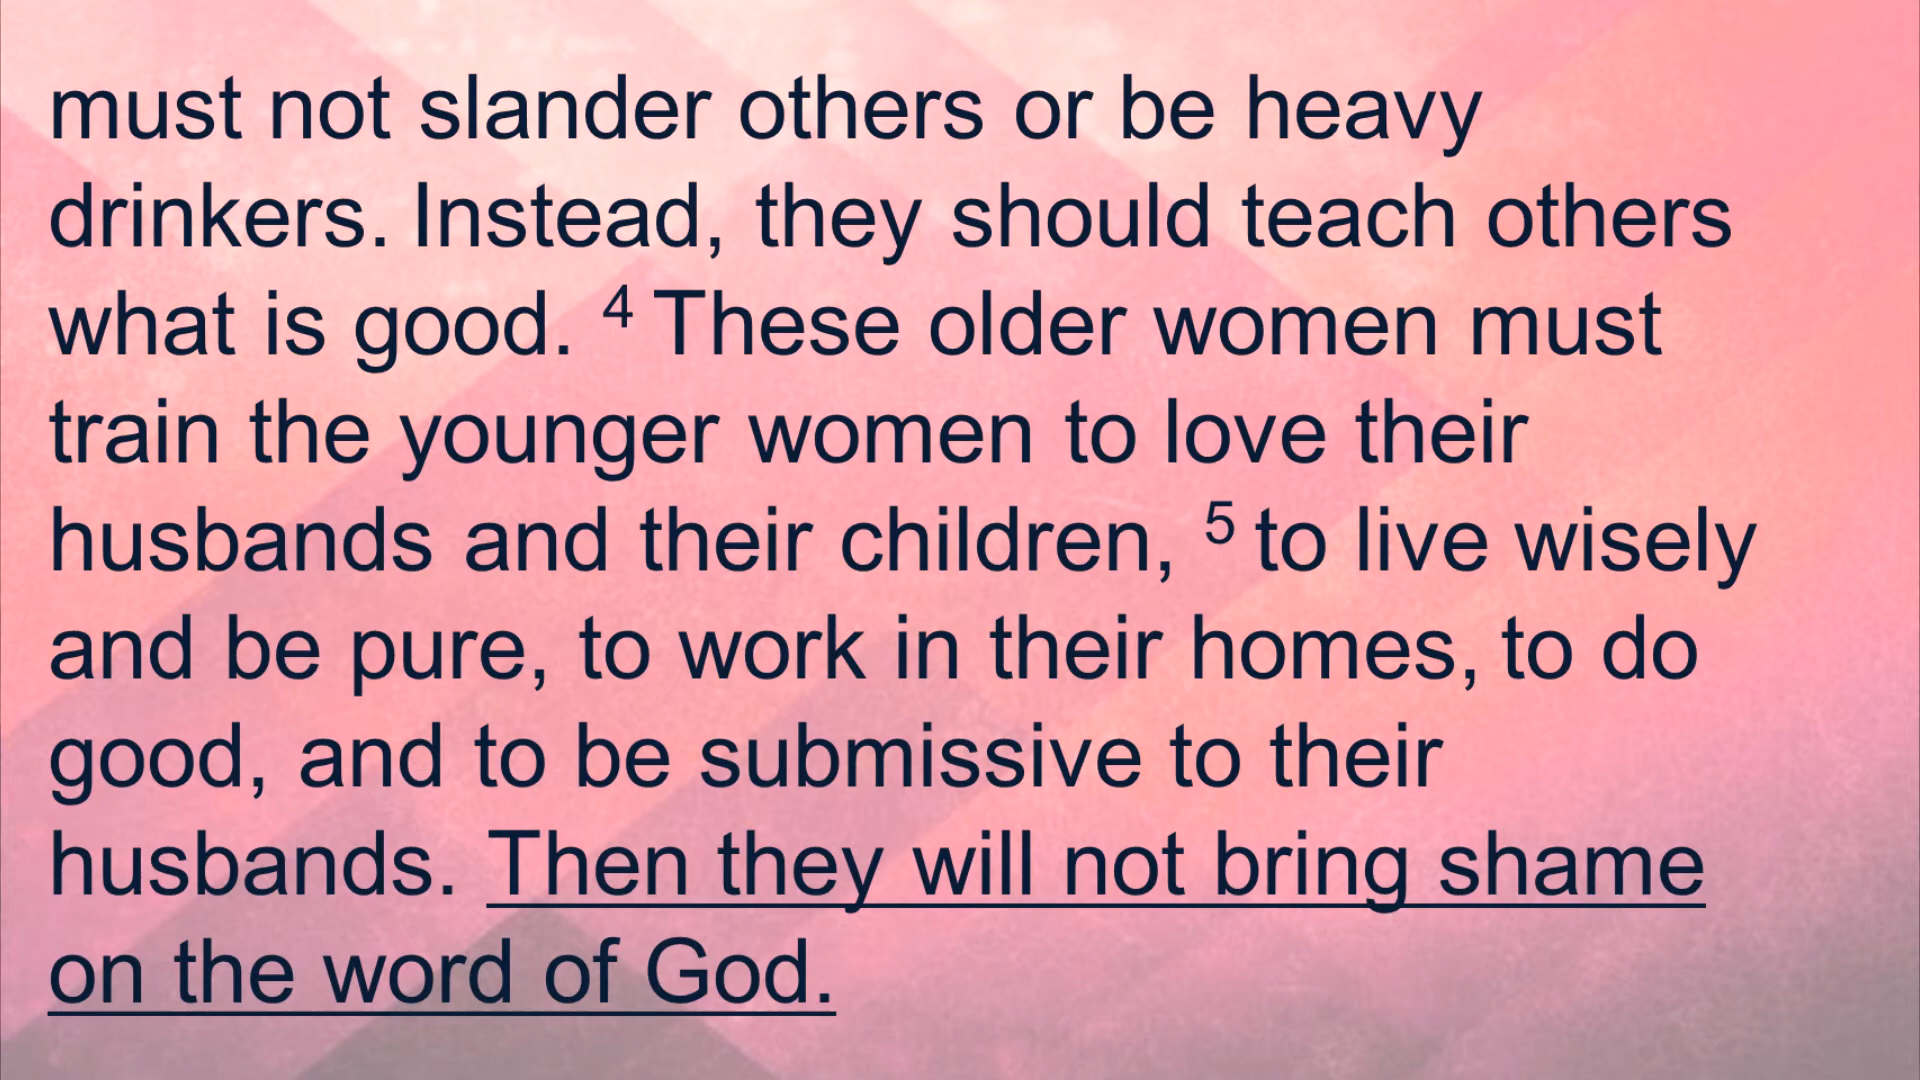 must not slander others or be heavy
drinkers. Instead, they should teach others
what is good. 4 These older women must
train the younger women to love their
husbands and their children, 5 to live wisely
and be pure, to work in their homes, to do
good, and to be submissive to their
husbands. Then they will not bring shame
on the word of God.